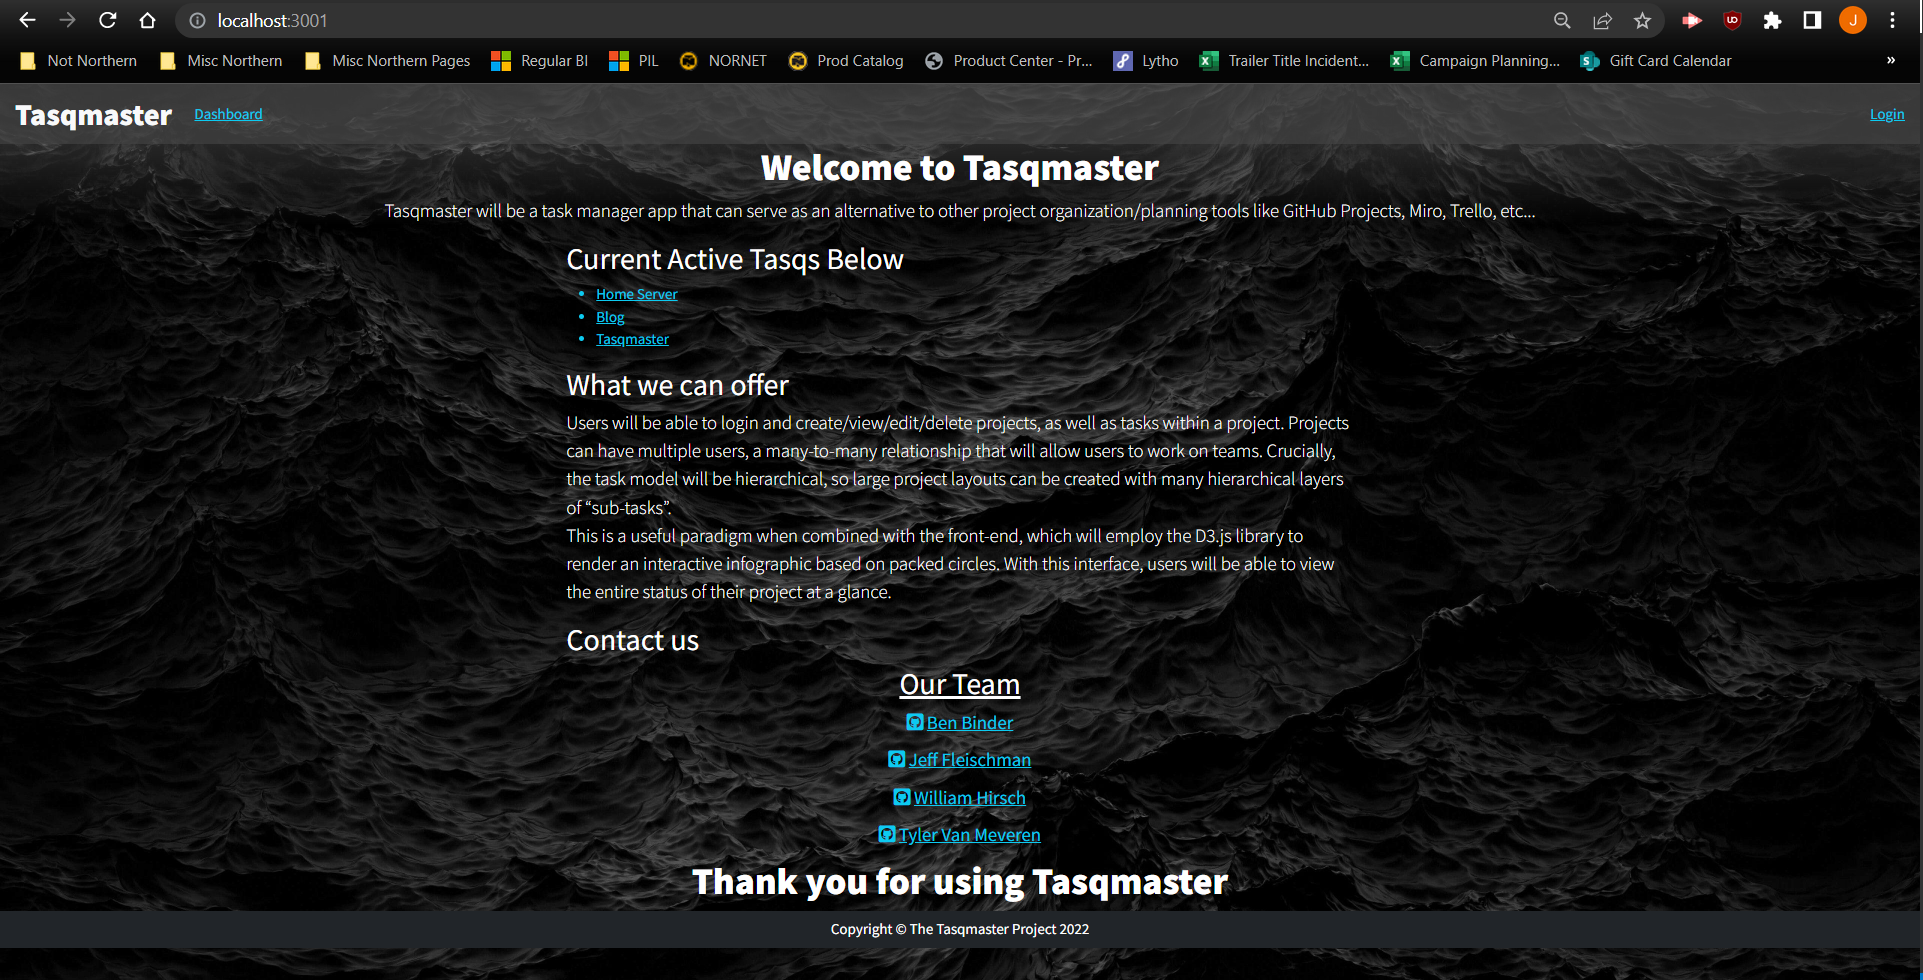 localhost:3001
J
Not Northern Misc Northern Misc Northern Pages Regular BI PIL NORNET Prod Catalog Product Center - Pr... Lytho Trailer Title Incident... Campaign Planning... Gift Card Calendar »
Tasqmaster Dashboard Login
Welcome to Tasqmaster
Tasqmaster will be a task manager app that can serve as an alternative to other project organization/planning tools like GitHub Projects, Miro, Trello, etc...
Current Active Tasqs Below
• Home Server
• Blog
• Tasqmaster
What we can offer
Users will be able to login and create/view/edit/delete projects, as well as tasks within a project. Projects
can have multiple users, a many-to-many relationship that will allow users to work on teams. Crucially,
the task model will be hierarchical, so large project layouts can be created with many hierarchical layers
of “sub-tasks”.
This is a useful paradigm when combined with the front-end, which will employ the D3.js library to
render an interactive infographic based on packed circles. With this interface, users will be able to view
the entire status of their project at a glance.
Contact us
Our Team
Ben Binder
Jeff Fleischman
William Hirsch
Tyler Van Meveren
Thank you for using Tasqmaster
Copyright © The Tasqmaster Project 2022